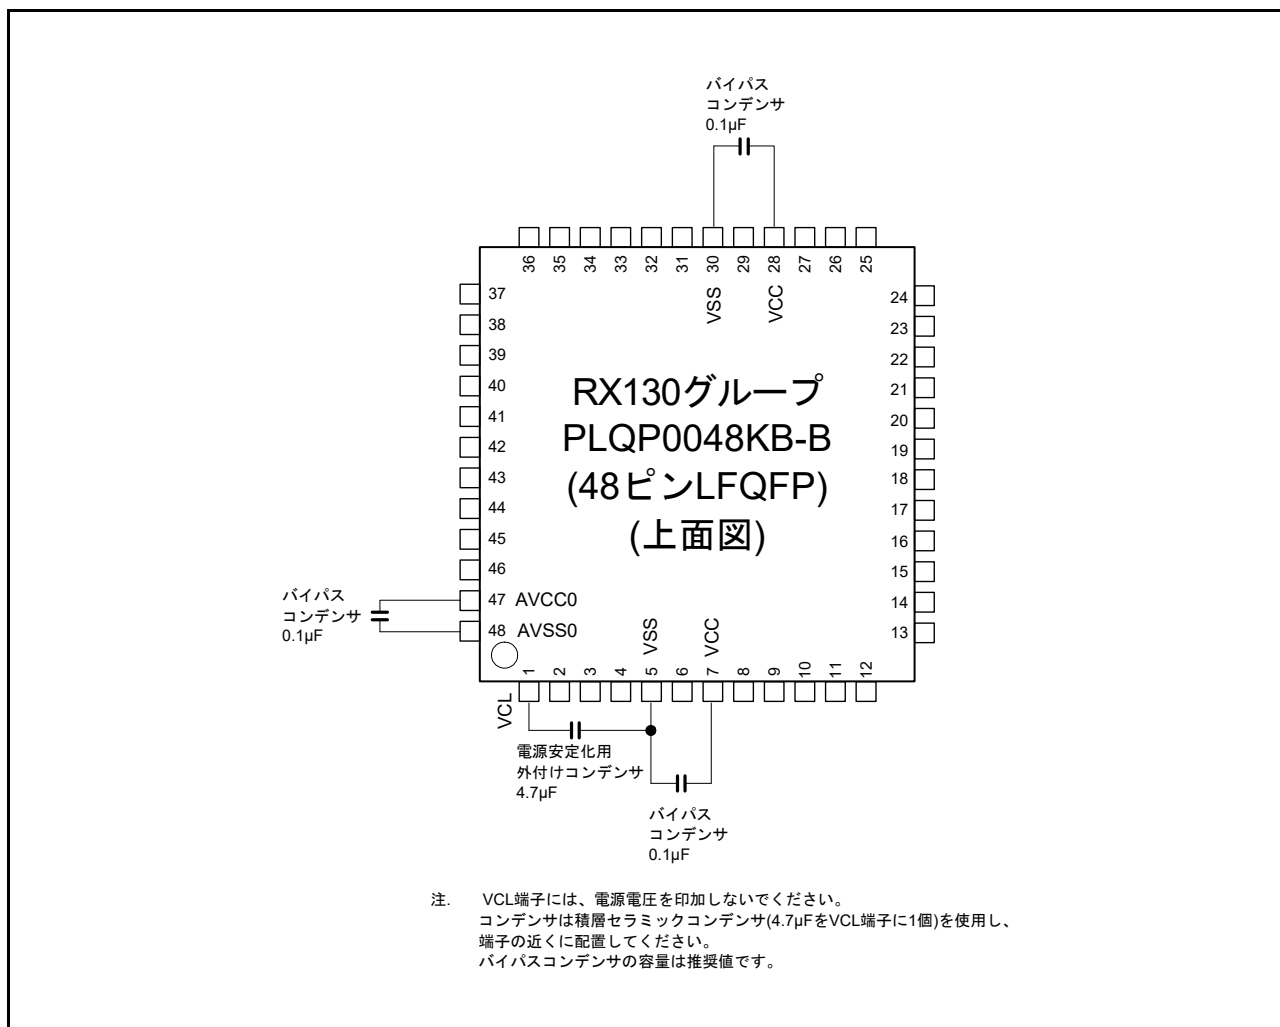 バイパス
コンデンサ
0.1μF
36
35
34
33
32
31
30
29
28
27
26
25
VSS
VCC
37
38
39
40
41
42
43
44
45
46
47 AVCC0
48 AVSS0
24
23
22
21
20
19
18
17
16
15
14
13
RX130グループ
PLQP0048KB-B
(48ピンLFQFP)
(上面図)
バイパス
コンデンサ
0.1μF
VSS
VCC
1
2
3
4
5
6
7
8
9
10
11
12
VCL
電源安定化用
外付けコンデンサ
4.7μF
バイパス
コンデンサ
0.1μF
注. VCL端子には、電源電圧を印加しないでください。
コンデンサは積層セラミックコンデンサ(4.7μFをVCL端子に1個)を使用し、
端子の近くに配置してください。
バイパスコンデンサの容量は推奨値です。